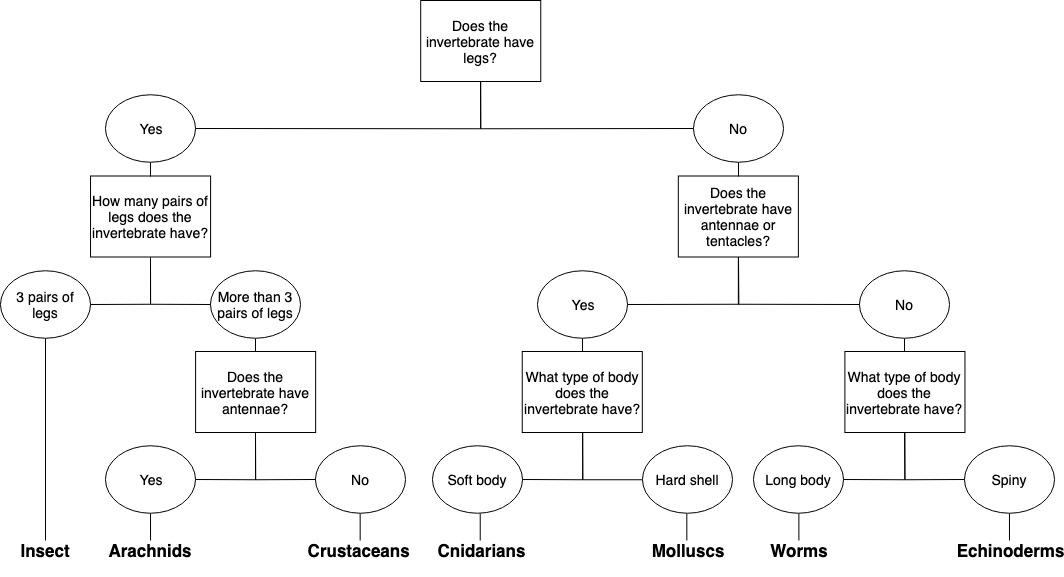 Does the
invertebrate have
legs?
Yes
No
How many pairs of
legs does the
invertebrate have?
Does the
invertebrate have
antennae or
tentacles?
3 pairs of
legs
More than 3
pairs of legs
Yes
No
Does the
invertebrate have
antennae?
What type of body
does the
invertebrate have?
What type of body
does the
invertebrate have?
Yes
No
Soft body
Hard shell
Long body
Spiny
Insect
Arachnids
Crustaceans
Cnidarians
Molluscs
Worms
Echinoderms